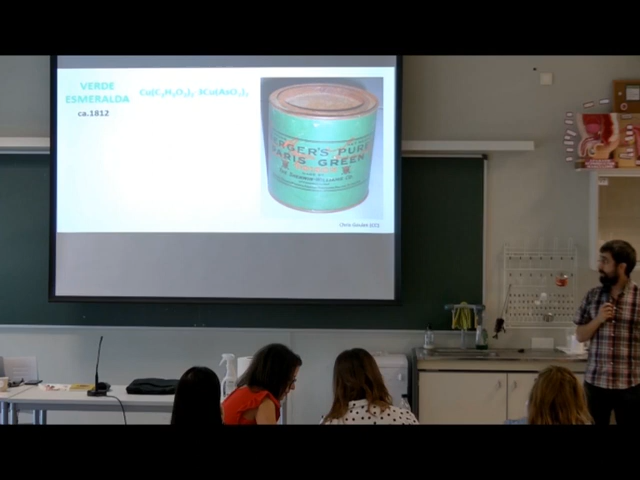 VERDE
ESMERALDA
ca.1812
Cu(C₂H₃O₂)₂·3Cu(AsO₂)₂
PURE
PARIS GREEN